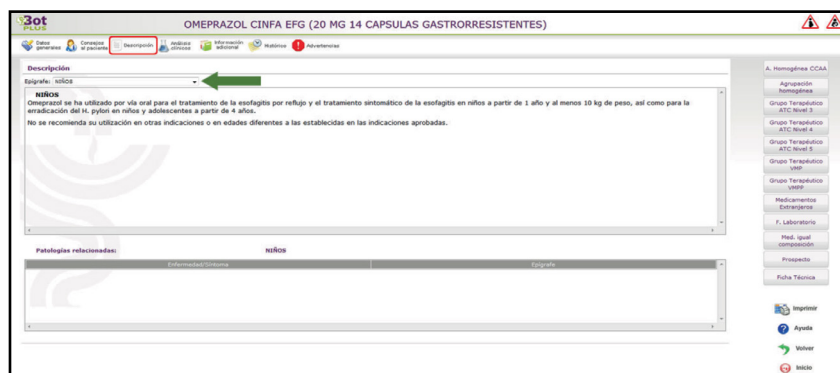 Bot
PLUS
OMEPRAZOL CINFA EFG (20 MG 14 CAPSULAS GASTRORRESISTENTES)
Datos generales
Consejos al paciente
Descripción
Análisis clínicos
Información adicional
Histórico
Advertencias
Descripción
Epígrafe: NIÑOS
NIÑOS
Omeprazol se ha utilizado por vía oral para el tratamiento de la esofagitis por reflujo y el tratamiento sintomático de la esofagitis en niños a partir de 1 año y al menos 10 kg de peso, así como para la
erradicación del H. pylori en niños y adolescentes a partir de 4 años.
No se recomienda su utilización en otras indicaciones o en edades diferentes a las establecidas en las indicaciones aprobadas.
Patologías relacionadas: NIÑOS
Enfermedad/Síntoma Epígrafe
A. Homogénea CCAA
Agrupación
homogénea
Grupo Terapéutico
ATC Nivel 3
Grupo Terapéutico
ATC Nivel 4
Grupo Terapéutico
ATC Nivel 5
Grupo Terapéutico
VMP
Grupo Terapéutico
VMPP
Medicamentos
Extranjeros
F. Laboratorio
Med. igual
composición
Prospecto
Ficha Técnica
Imprimir
Ayuda
Volver
Inicio